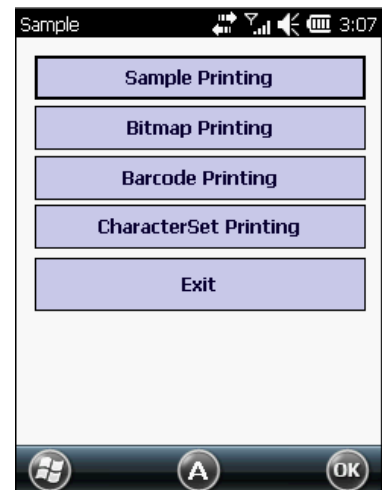 Sample 3:07
Sample Printing
Bitmap Printing
Barcode Printing
CharacterSet Printing
Exit
A OK